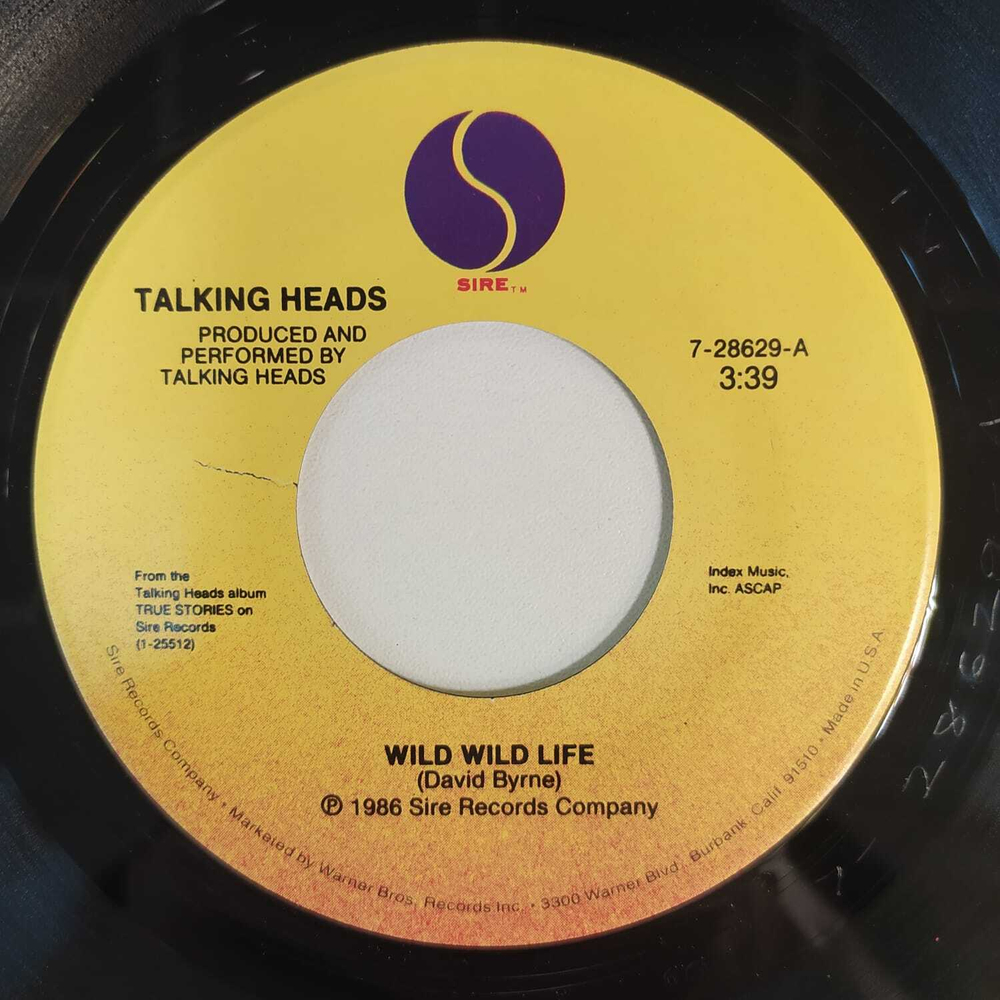 SIRE™
TALKING HEADS
PRODUCED AND
PERFORMED BY
TALKING HEADS
7-28629-A
3:39
From the
Talking Heads album
TRUE STORIES on
Sire Records
(1-25512)
Index Music,
Inc. ASCAP
WILD WILD LIFE
(David Byrne)
℗ 1986 Sire Records Company
Sire Records Company • Marketed by Warner Bros. Records Inc. • 3300 Warner Blvd., Burbank, Calif. 91510 • Made in U.S.A.